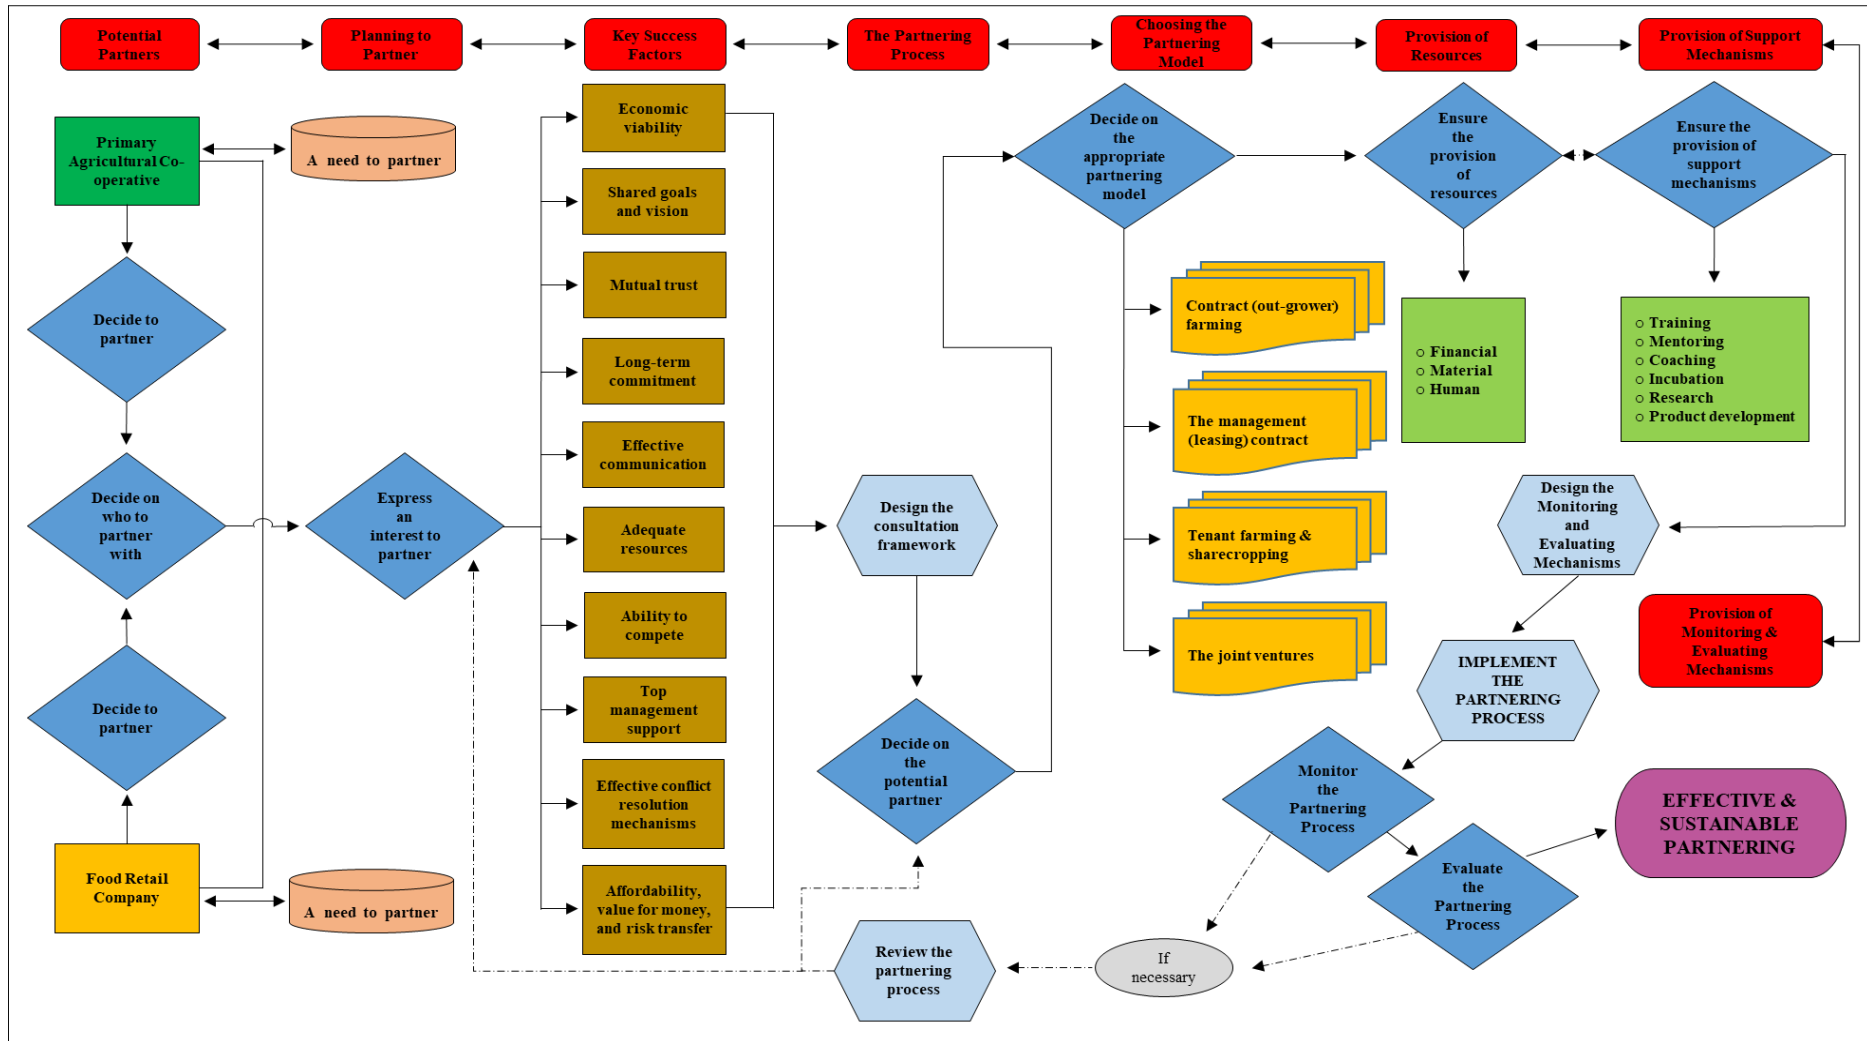 Potential
Partners
Planning to
Partner
Key Success
Factors
The Partnering
Process
Choosing the
Partnering
Model
Provision of
Resources
Provision of Support
Mechanisms
Primary
Agricultural Co-
operative
A need to partner
Decide to
partner
Decide on
who to
partner
with
Decide to
partner
Food Retail
Company
A need to partner
Express
an
interest to
partner
Economic
viability
Shared goals
and vision
Mutual trust
Long-term
commitment
Effective
communication
Adequate
resources
Ability to
compete
Top
management
support
Effective conflict
resolution
mechanisms
Affordability,
value for money,
and risk transfer
Design the
consultation
framework
Decide on
the
potential
partner
Review the
partnering
process
Decide on
the
appropriate
partnering
model
Contract (out-grower)
farming
The management
(leasing) contract
Tenant farming &
sharecropping
The joint ventures
Ensure
the
provision
of
resources
○ Financial
○ Material
○ Human
Ensure the
provision of
support
mechanisms
○ Training
○ Mentoring
○ Coaching
○ Incubation
○ Research
○ Product development
Design the
Monitoring
and
Evaluating
Mechanisms
Provision of
Monitoring &
Evaluating
Mechanisms
IMPLEMENT
THE
PARTNERING
PROCESS
Monitor
the
Partnering
Process
Evaluate
the
Partnering
Process
EFFECTIVE &
SUSTAINABLE
PARTNERING
If
necessary